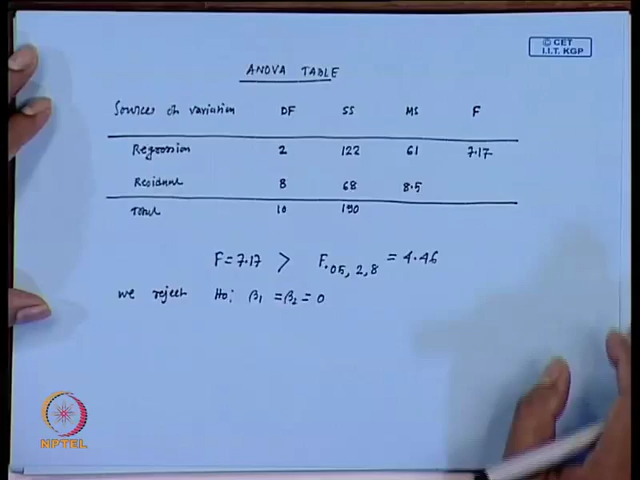 © CET
I.I.T. KGP
ANOVA TABLE
Sources of variation DF SS MS F
Regression 2 122 61 7.17
Residual 8 68 8.5
Total 10 190
F = 7.17 > F.05, 2, 8 = 4.46
we reject H0: β1 = β2 = 0
NPTEL